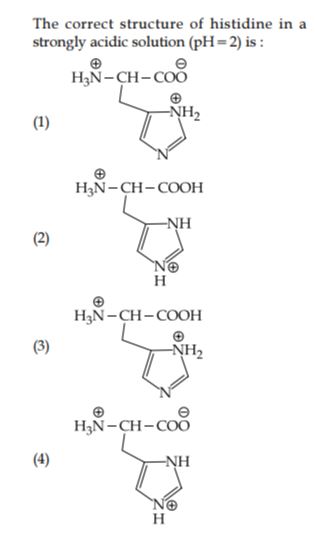 The correct structure of histidine in a
strongly acidic solution (pH=2) is :
(1)
⊕ ⊖
H₃N–CH–COO
⊕
NH₂
N
(2)
⊕
H₃N–CH–COOH
NH
N⊕
H
(3)
⊕
H₃N–CH–COOH
⊕
NH₂
N
(4)
⊕ ⊖
H₃N–CH–COO
NH
N⊕
H